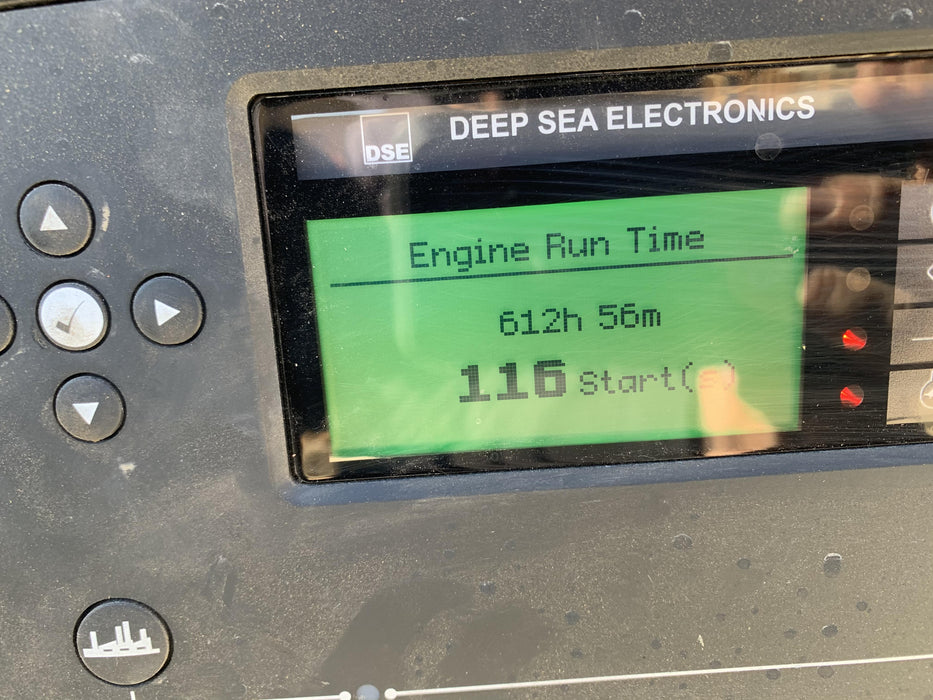 DSE
DEEP SEA ELECTRONICS
Engine Run Time
612h 56m
116 Start(s)